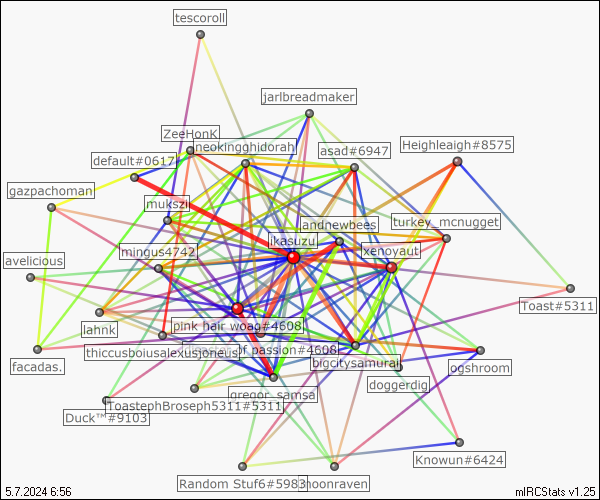 tescoroll
jarlbreadmaker
ZeeHonK
neokingghidorah
asad#6947
Heighleigh#8575
default#0617
gazpachoman
mukszi
andnewbees
turkey_mcnugget
ikasuzu
xenoyaut
mingus4742
avelicious
Toast#5311
lahnk
pink hair woag#4608
thiccusboiusalexusjoneus
of passion#4608
bigcitysamurai
facadas.
ogshroom
doggerdig
gregor_samsa
ToastephBroseph5311#5311
Duck™#9103
Knowun#6424
Random Stuf6#5983
moonraven
5.7.2024 6:56
mIRCStats v1.25